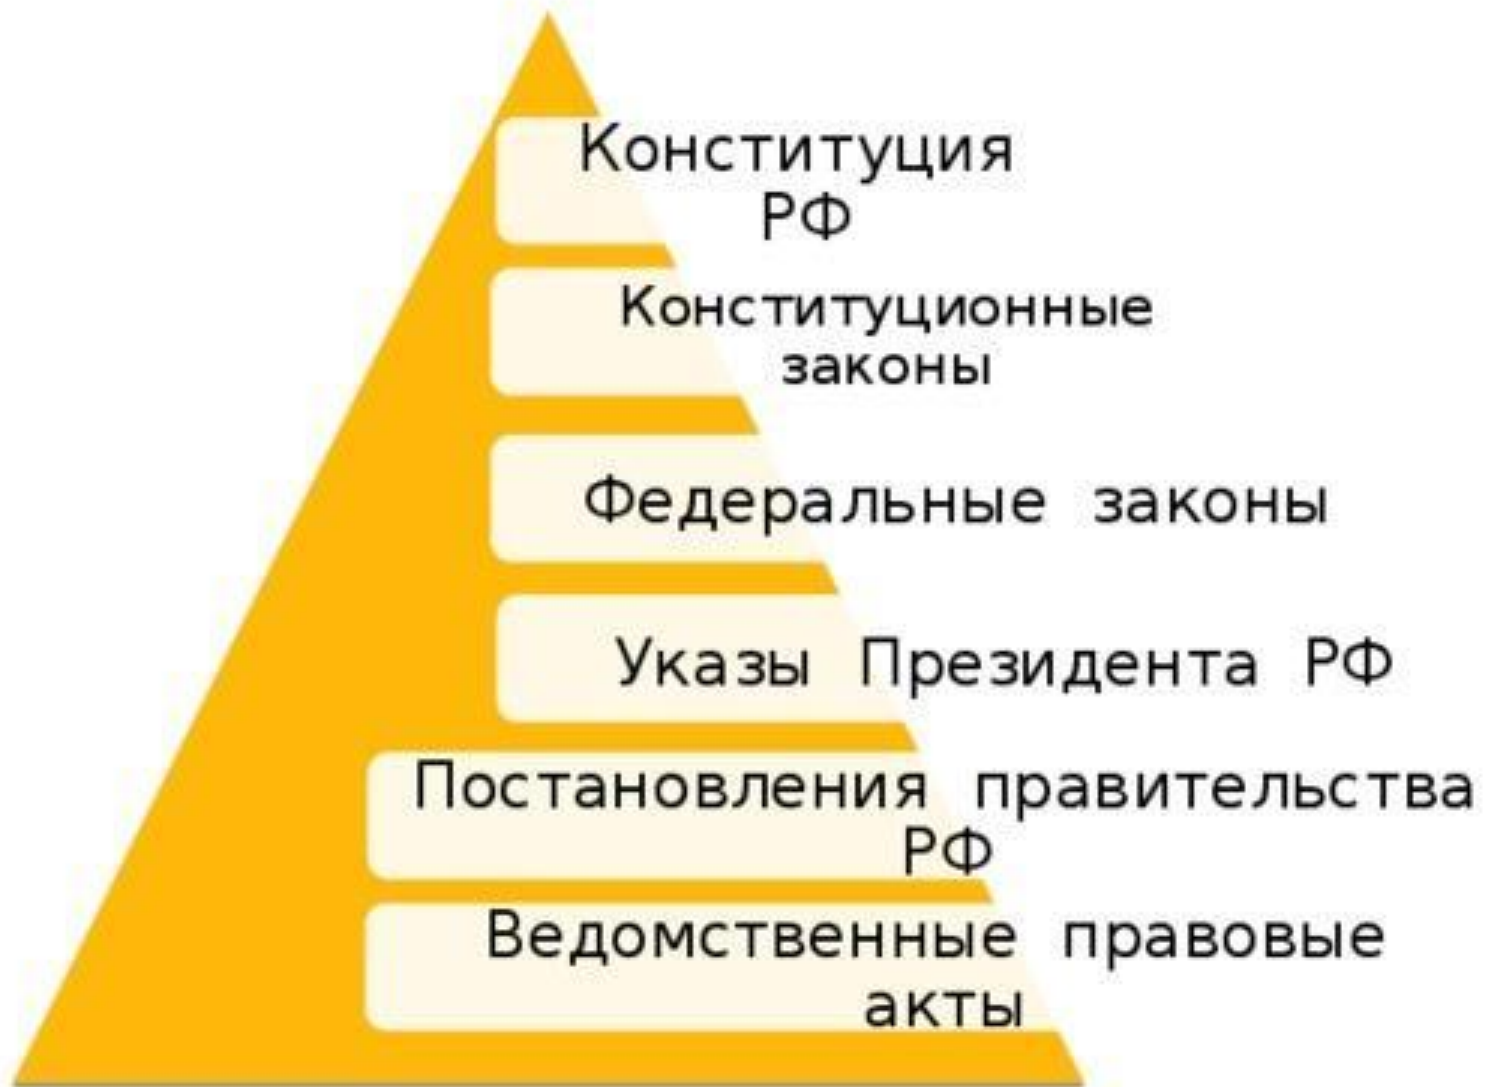 Конституция
РФ
Конституционные
законы
Федеральные законы
Указы Президента РФ
Постановления правительства
РФ
Ведомственные правовые
акты